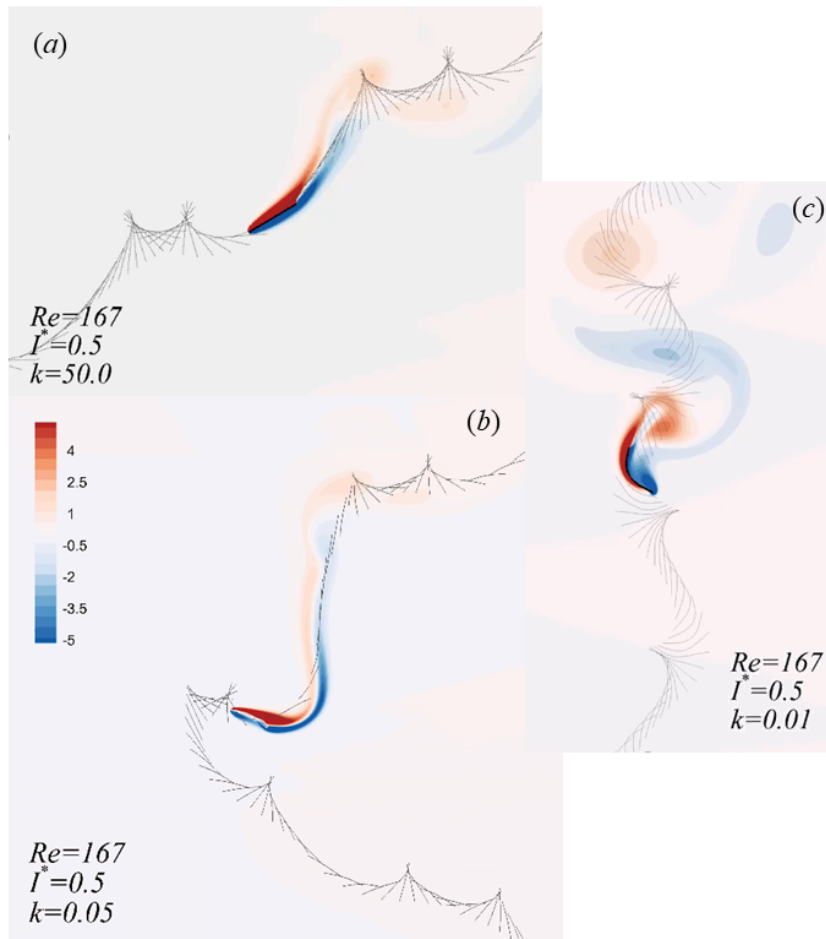 (a)
Re=167
I*=0.5
k=50.0
(b)
4
2.5
1
-0.5
-2
-3.5
-5
Re=167
I*=0.5
k=0.05
(c)
Re=167
I*=0.5
k=0.01